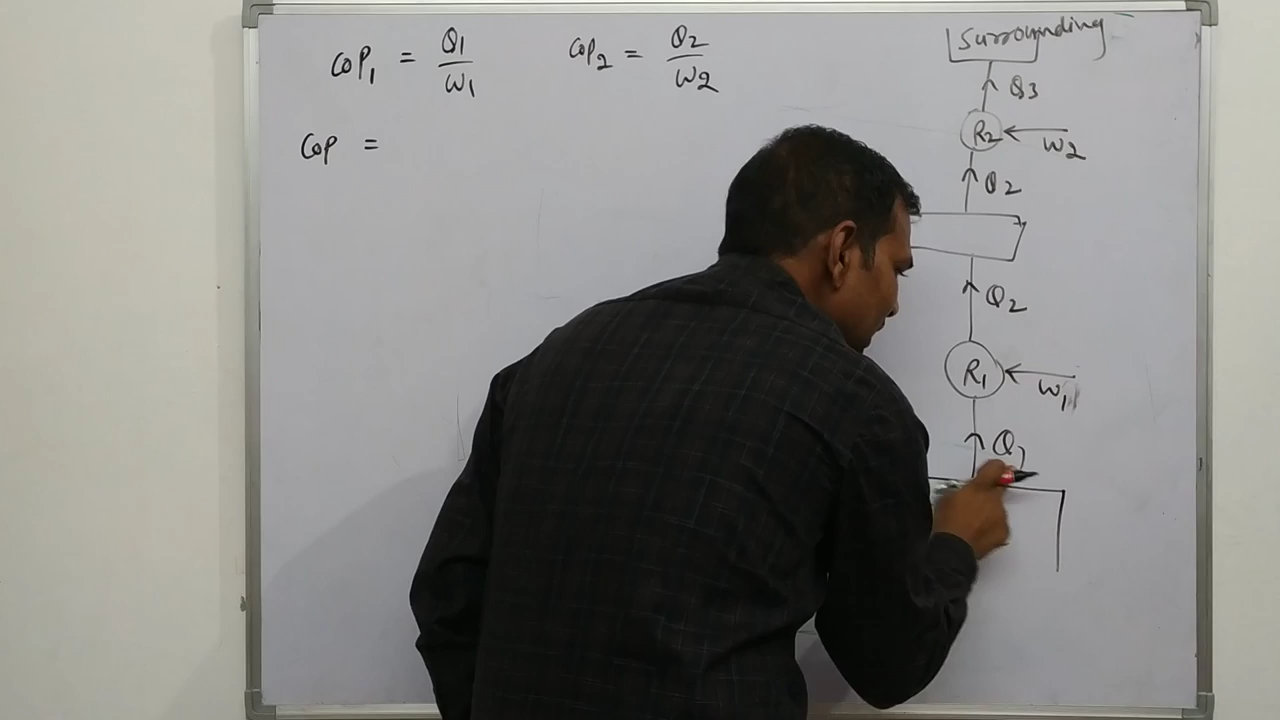 COP₁ = Q₁/W₁
COP₂ = Q₂/W₂
COP =
Surrounding
Q₃
R₂
W₂
Q₂
Q₂
R₁
W₁
Q₁